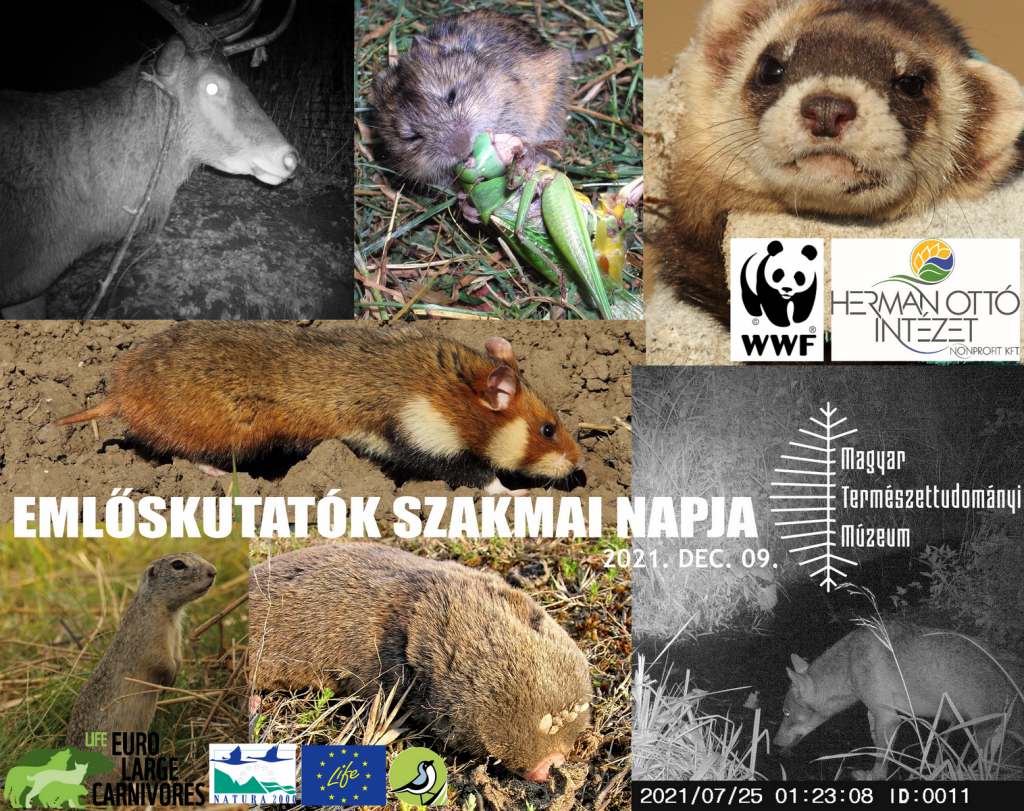 WWF
HERMAN OTTÓ
INTÉZET
NONPROFIT KFT
Magyar
Természettudományi
Múzeum
EMLŐSKUTATÓK SZAKMAI NAPJA
2021. DEC. 09.
LIFE EURO
LARGE
CARNIVORES
NATURA 2000
Life
2021/07/25 01:23:08 ID:0011